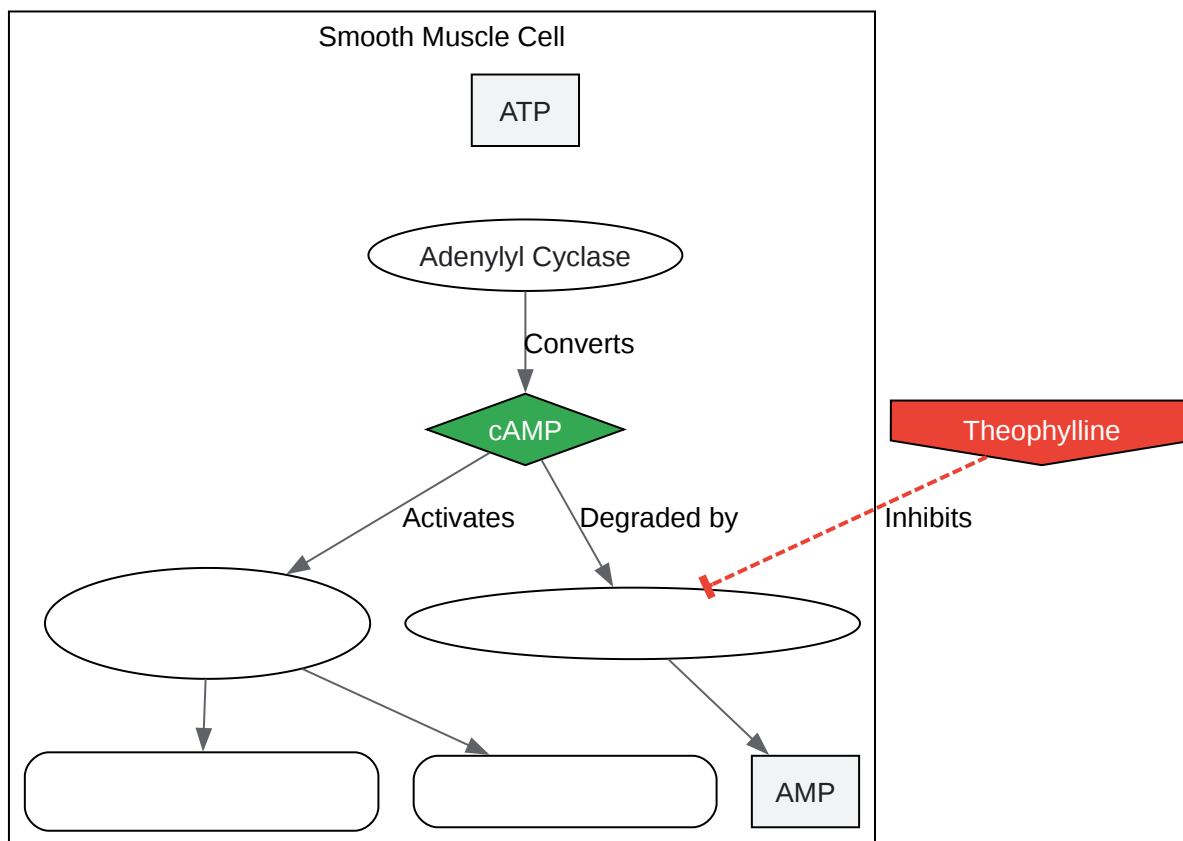 Smooth Muscle Cell
ATP
Adenylyl Cyclase
Converts
cAMP
Theophylline
Activates
Degraded by
Inhibits
AMP